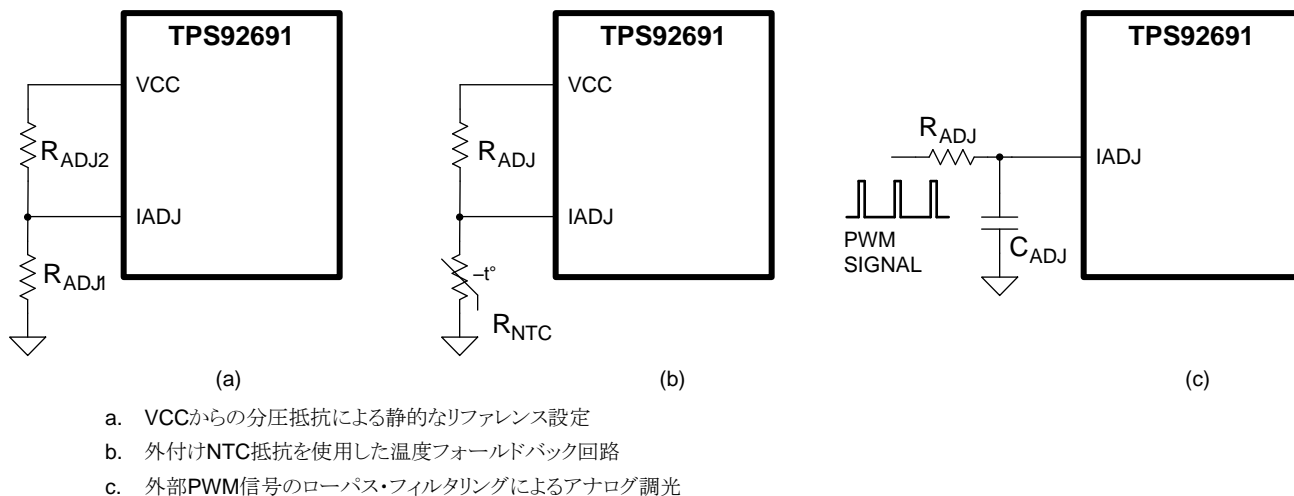 TPS92691
VCC
RADJ2
IADJ
RADJ1
(a)
TPS92691
VCC
RADJ
IADJ
–t°
RNTC
(b)
TPS92691
RADJ
IADJ
PWM
SIGNAL
CADJ
(c)
a. VCCからの分圧抵抗による静的なリファレンス設定
b. 外付けNTC抵抗を使用した温度フォールドバック回路
c. 外部PWM信号のローパス・フィルタリングによるアナログ調光